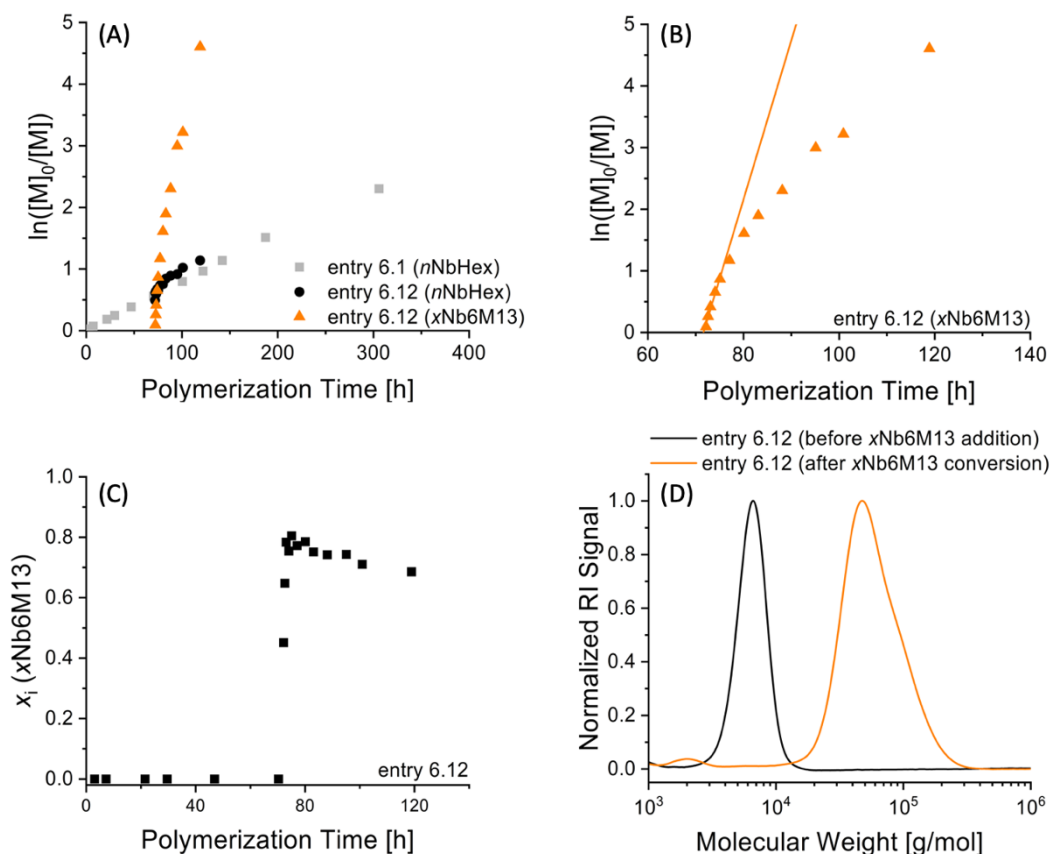 (A)
ln([M]0/[M])
5
4
3
2
1
0
entry 6.1 (nNbHex)
entry 6.12 (nNbHex)
entry 6.12 (xNb6M13)
0 100 200 300 400
Polymerization Time [h]
(B)
ln([M]0/[M])
5
4
3
2
1
0
entry 6.12 (xNb6M13)
60 80 100 120 140
Polymerization Time [h]
(C)
xi (xNb6M13)
1.0
0.8
0.6
0.4
0.2
0.0
entry 6.12
0 40 80 120
Polymerization Time [h]
entry 6.12 (before xNb6M13 addition)
entry 6.12 (after xNb6M13 conversion)
(D)
Normalized RI Signal
1.0
0.8
0.6
0.4
0.2
0.0
10^3 10^4 10^5 10^6
Molecular Weight [g/mol]